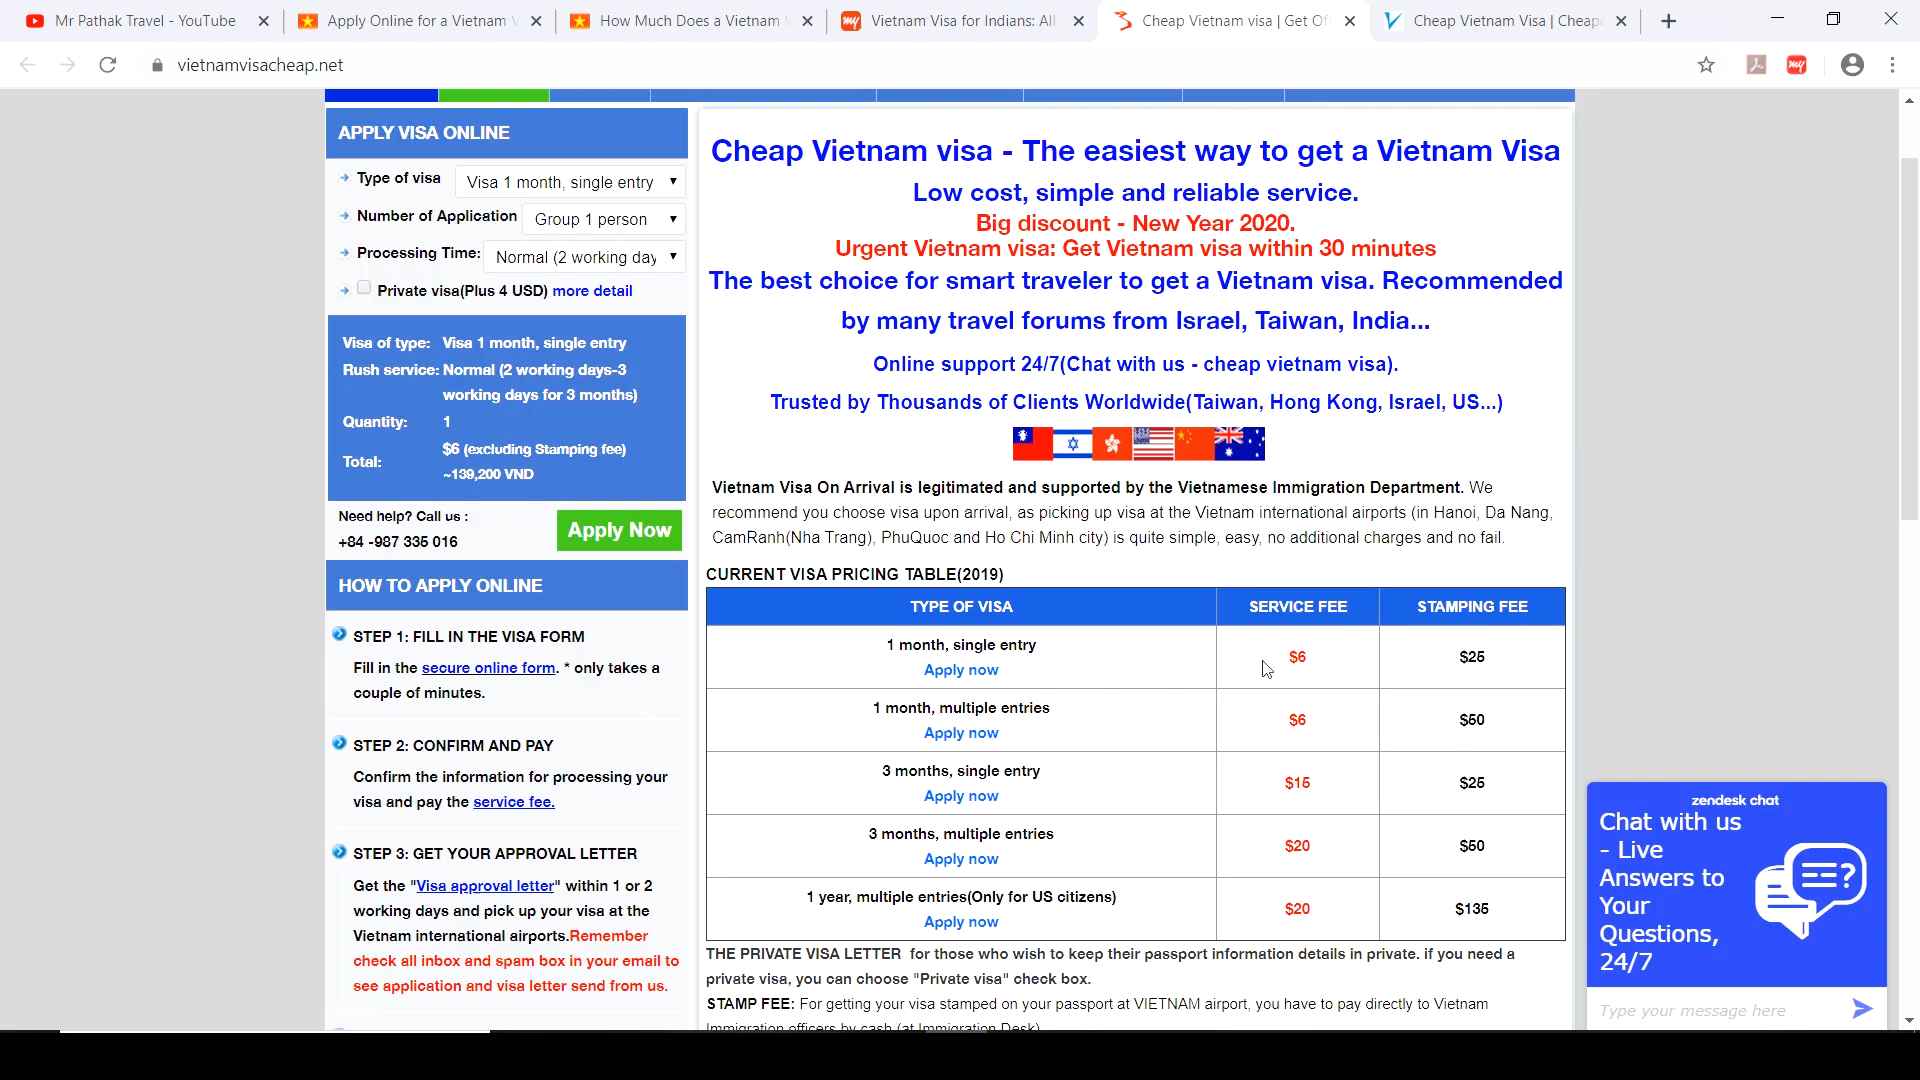 Mr Pathak Travel - YouTube
Apply Online for a Vietnam V
How Much Does a Vietnam V
Vietnam Visa for Indians: All
Cheap Vietnam visa | Get Of
Cheap Vietnam Visa | Cheap
vietnamvisacheap.net
my
APPLY VISA ONLINE
Type of visa
Visa 1 month, single entry
Number of Application
Group 1 person
Processing Time:
Normal (2 working day
Private visa(Plus 4 USD) more detail
Visa of type: Visa 1 month, single entry
Rush service: Normal (2 working days-3
working days for 3 months)
Quantity: 1
Total: $6 (excluding Stamping fee)
~139,200 VND
Need help? Call us :
+84 -987 335 016
Apply Now
HOW TO APPLY ONLINE
STEP 1: FILL IN THE VISA FORM
Fill in the secure online form. * only takes a
couple of minutes.
STEP 2: CONFIRM AND PAY
Confirm the information for processing your
visa and pay the service fee.
STEP 3: GET YOUR APPROVAL LETTER
Get the "Visa approval letter" within 1 or 2
working days and pick up your visa at the
Vietnam international airports.Remember
check all inbox and spam box in your email to
see application and visa letter send from us.
Cheap Vietnam visa - The easiest way to get a Vietnam Visa
Low cost, simple and reliable service.
Big discount - New Year 2020.
Urgent Vietnam visa: Get Vietnam visa within 30 minutes
The best choice for smart traveler to get a Vietnam visa. Recommended
by many travel forums from Israel, Taiwan, India...
Online support 24/7(Chat with us - cheap vietnam visa).
Trusted by Thousands of Clients Worldwide(Taiwan, Hong Kong, Israel, US...)
Vietnam Visa On Arrival is legitimated and supported by the Vietnamese Immigration Department. We
recommend you choose visa upon arrival, as picking up visa at the Vietnam international airports (in Hanoi, Da Nang,
CamRanh(Nha Trang), PhuQuoc and Ho Chi Minh city) is quite simple, easy, no additional charges and no fail.
CURRENT VISA PRICING TABLE(2019)
TYPE OF VISA SERVICE FEE STAMPING FEE
1 month, single entry
Apply now
$6 $25
1 month, multiple entries
Apply now
$6 $50
3 months, single entry
Apply now
$15 $25
3 months, multiple entries
Apply now
$20 $50
1 year, multiple entries(Only for US citizens)
Apply now
$20 $135
THE PRIVATE VISA LETTER for those who wish to keep their passport information details in private. if you need a
private visa, you can choose "Private visa" check box.
STAMP FEE: For getting your visa stamped on your passport at VIETNAM airport, you have to pay directly to Vietnam
Immigration officers by cash (at Immigration Desk)
zendesk chat
Chat with us
- Live
Answers to
Your
Questions,
24/7
Type your message here